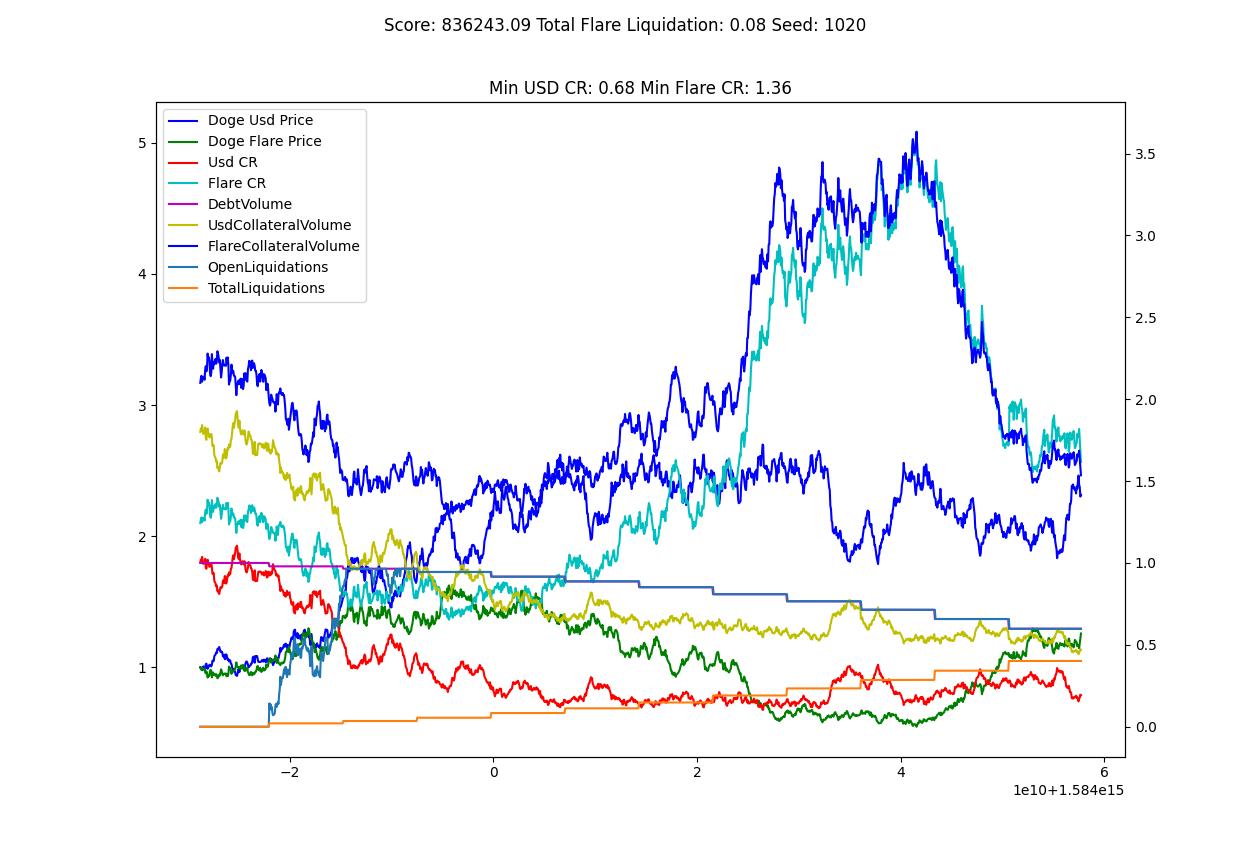 Score: 836243.09 Total Flare Liquidation: 0.08 Seed: 1020
Min USD CR: 0.68 Min Flare CR: 1.36
Doge Usd Price
Doge Flare Price
Usd CR
Flare CR
DebtVolume
UsdCollateralVolume
FlareCollateralVolume
OpenLiquidations
TotalLiquidations
5
4
3
2
1
3.5
3.0
2.5
2.0
1.5
1.0
0.5
0.0
−2
0
2
4
6
1e10+1.584e15